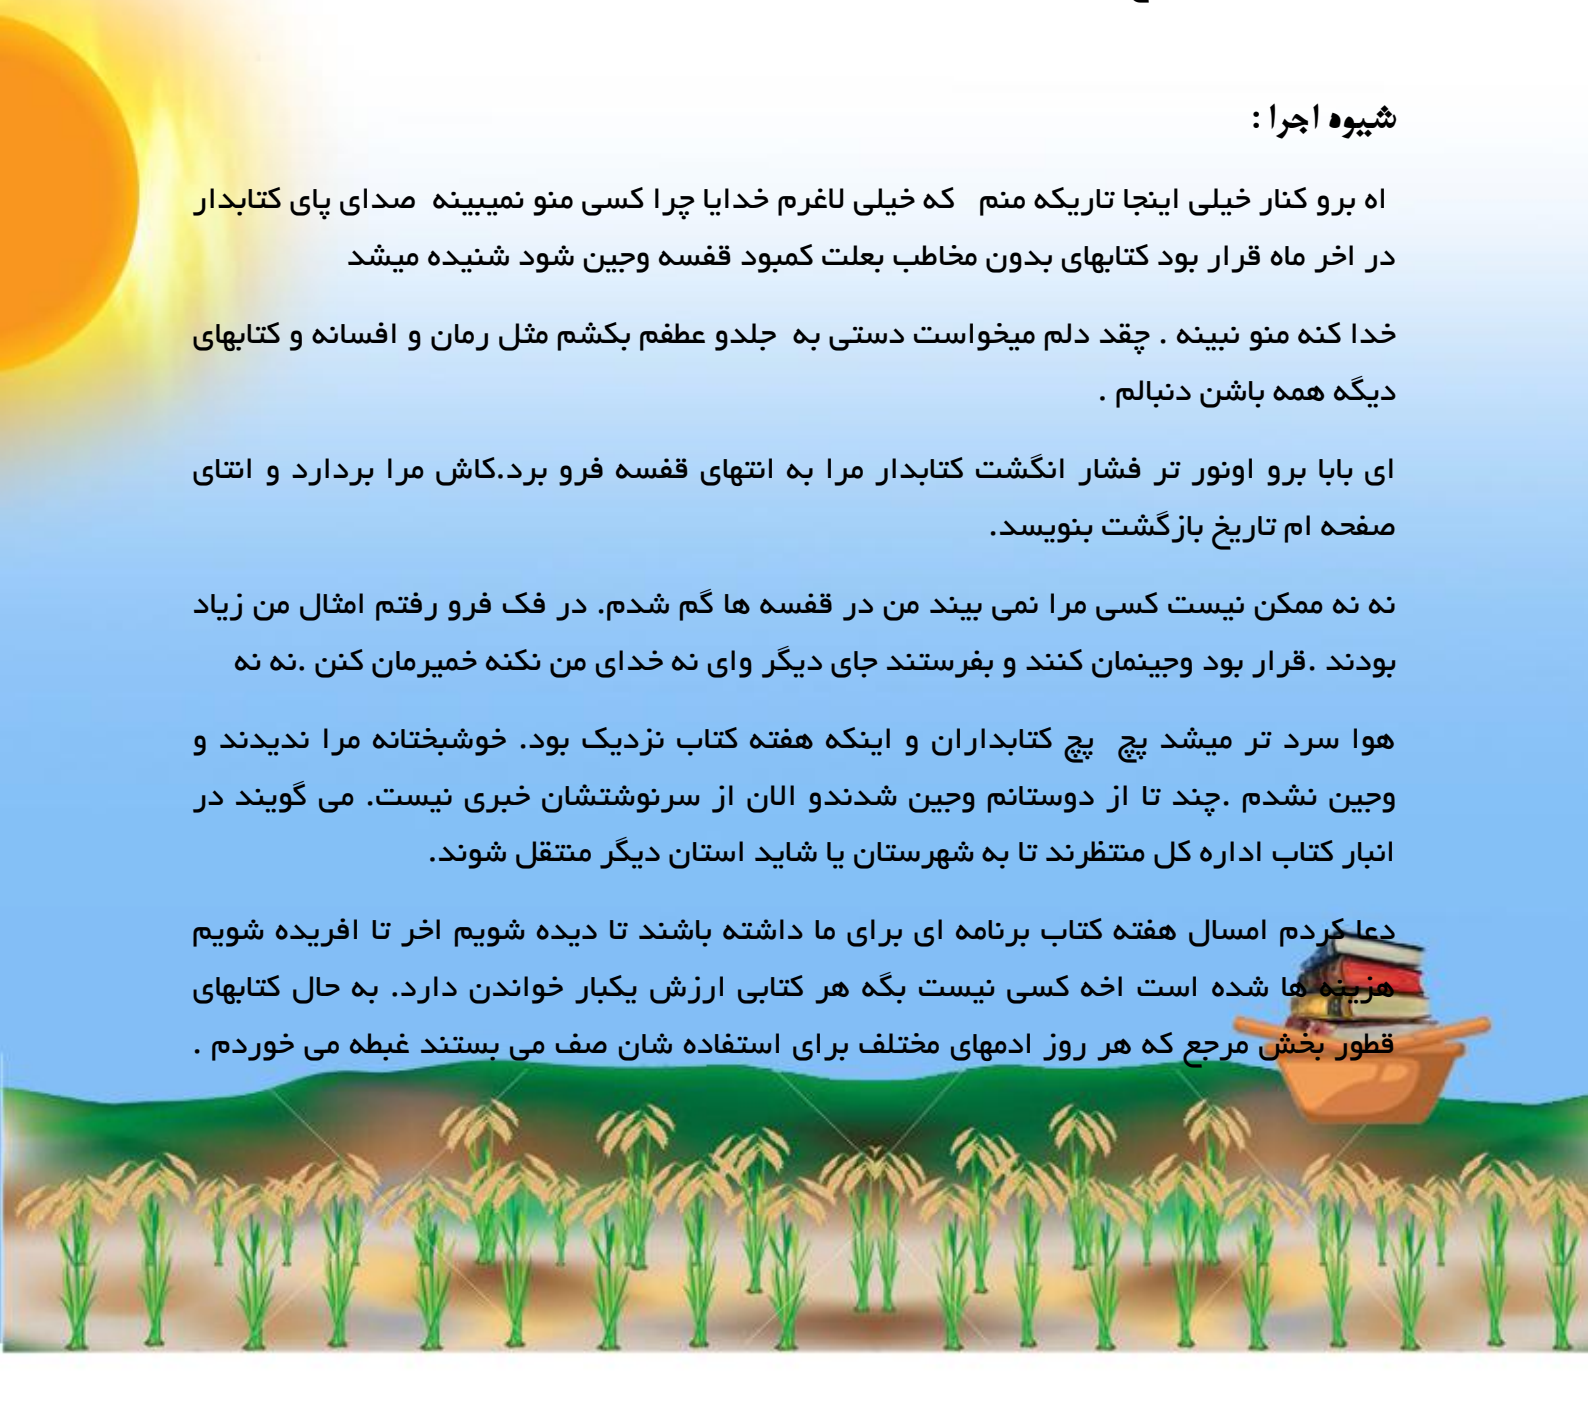 شیوه اجرا :
اه برو کنار خیلی اینجا تاریکه منم که خیلی لاغرم خدایا چرا کسی منو نمیبینه صدای پای کتابدار
در اخر ماه قرار بود کتابهای بدون مخاطب بعلت کمبود قفسه وجین شود شنیده میشد
خدا کنه منو نبینه . چقد دلم میخواست دستی به جلدو عطفم بکشم مثل رمان و افسانه و کتابهای
دیگه همه باشن دنبالم .
ای بابا برو اونور تر فشار انگشت کتابدار مرا به انتهای قفسه فرو برد.کاش مرا بردارد و انتای
صفحه ام تاریخ بازگشت بنویسد.
نه نه ممکن نیست کسی مرا نمی بیند من در قفسه ها گم شدم. در فک فرو رفتم امثال من زیاد
بودند .قرار بود وجینمان کنند و بفرستند جای دیگر وای نه خدای من نکنه خمیرمان کنن .نه نه
هوا سرد تر میشد پچ پچ کتابداران و اینکه هفته کتاب نزدیک بود. خوشبختانه مرا ندیدند و
وجین نشدم .چند تا از دوستانم وجین شدندو الان از سرنوشتشان خبری نیست. می گویند در
انبار کتاب اداره کل منتظرند تا به شهرستان یا شاید استان دیگر منتقل شوند.
دعا کردم امسال هفته کتاب برنامه ای برای ما داشته باشند تا دیده شویم اخر تا افریده شویم
هزینه ها شده است اخه کسی نیست بگه هر کتابی ارزش یکبار خواندن دارد. به حال کتابهای
قطور بخش مرجع که هر روز ادمهای مختلف برای استفاده شان صف می بستند غبطه می خوردم .